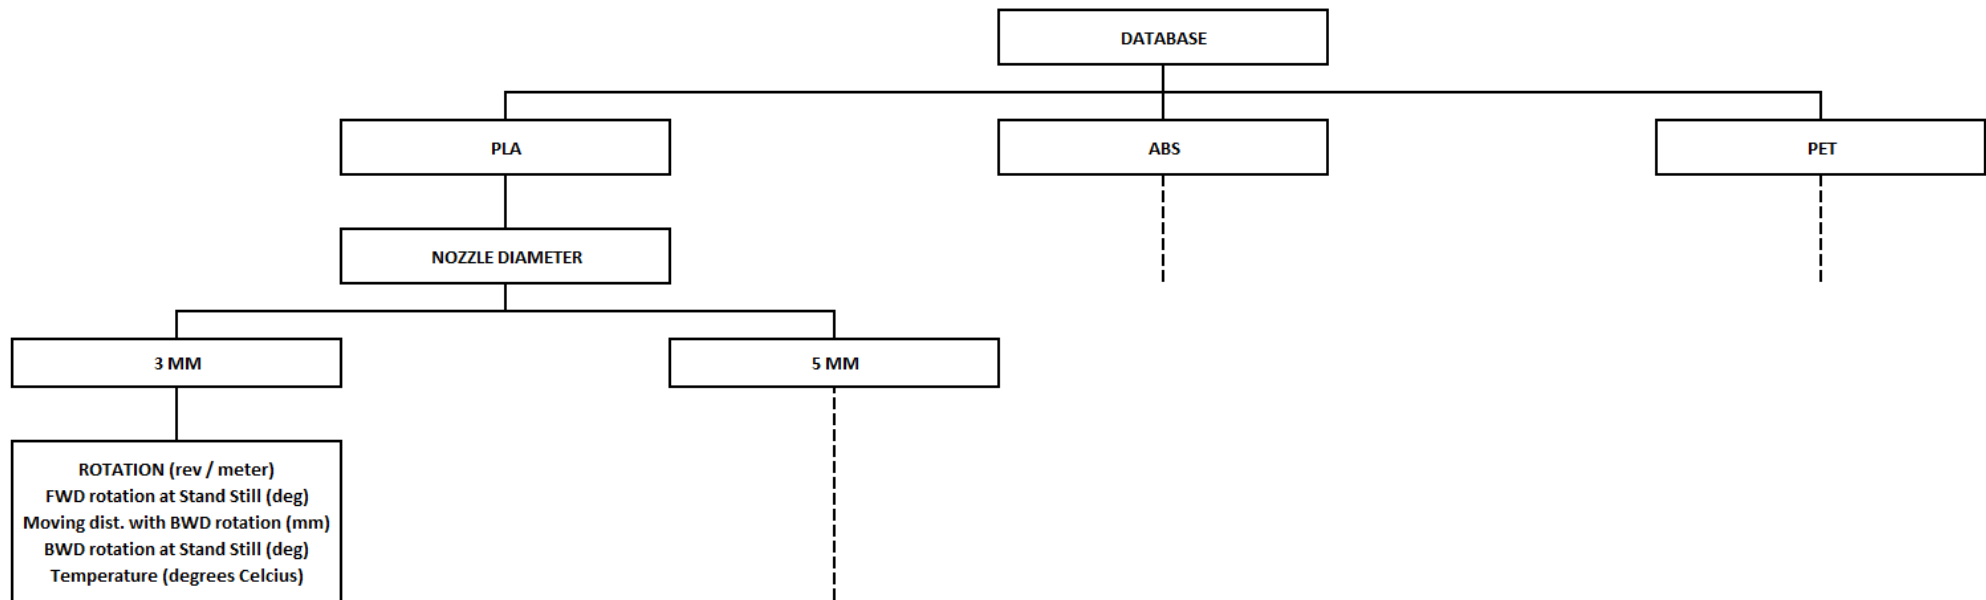 DATABASE
PLA
ABS
PET
NOZZLE DIAMETER
3 MM
5 MM
ROTATION (rev / meter)
FWD rotation at Stand Still (deg)
Moving dist. with BWD rotation (mm)
BWD rotation at Stand Still (deg)
Temperature (degrees Celcius)